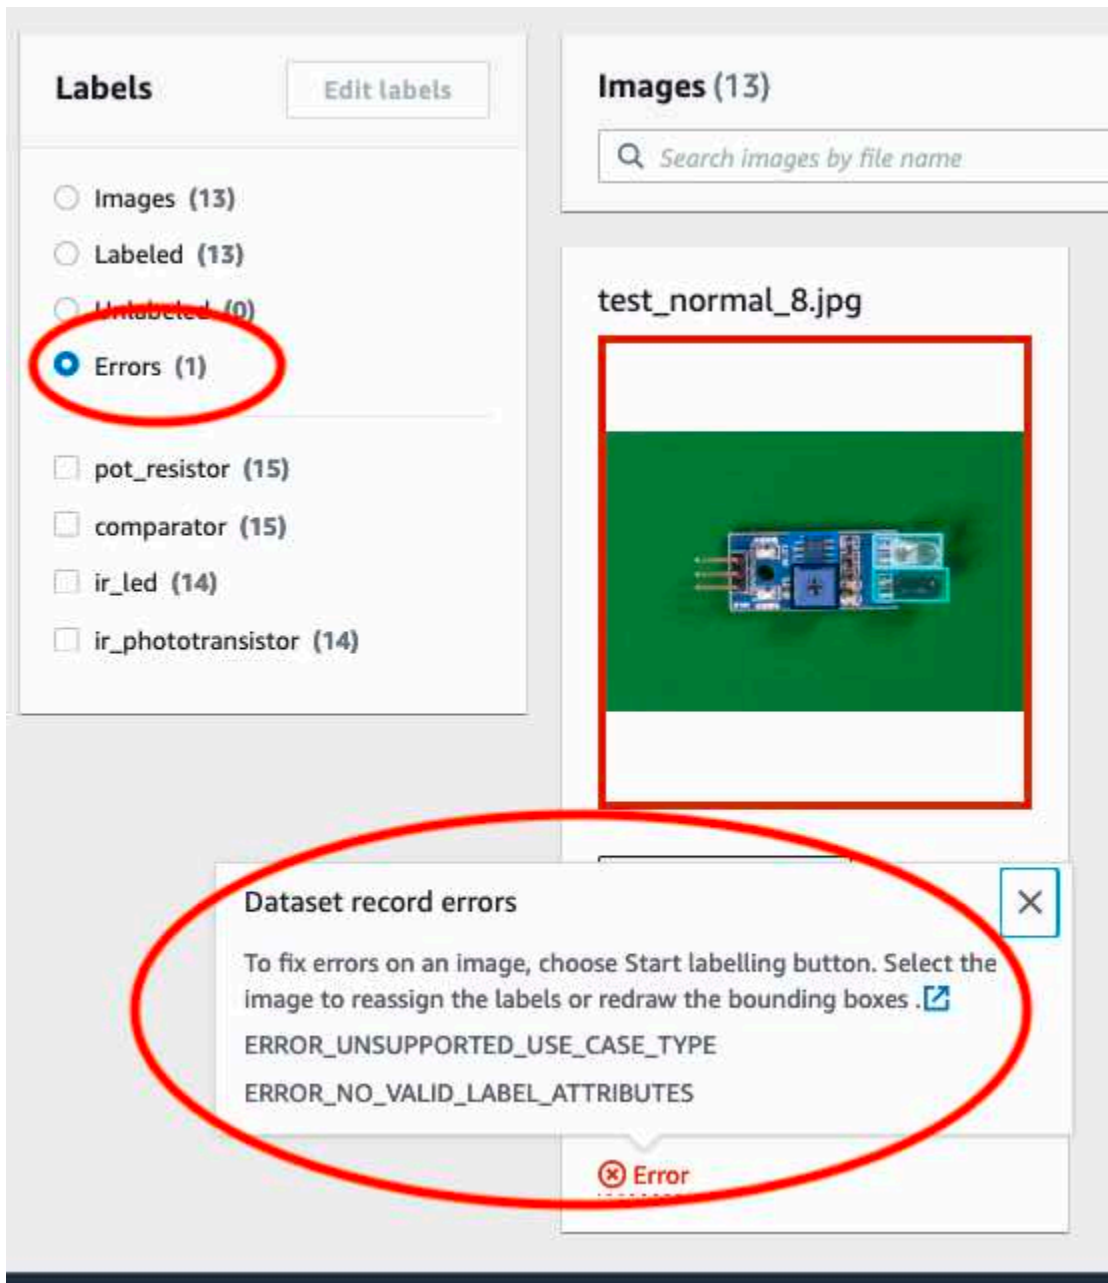 Labels
Edit labels
Images (13)
Labeled (13)
Unlabeled (0)
Errors (1)
pot_resistor (15)
comparator (15)
ir_led (14)
ir_phototransistor (14)
Images (13)
Search images by file name
test_normal_8.jpg
Dataset record errors
To fix errors on an image, choose Start labelling button. Select the
image to reassign the labels or redraw the bounding boxes .
ERROR_UNSUPPORTED_USE_CASE_TYPE
ERROR_NO_VALID_LABEL_ATTRIBUTES
Error